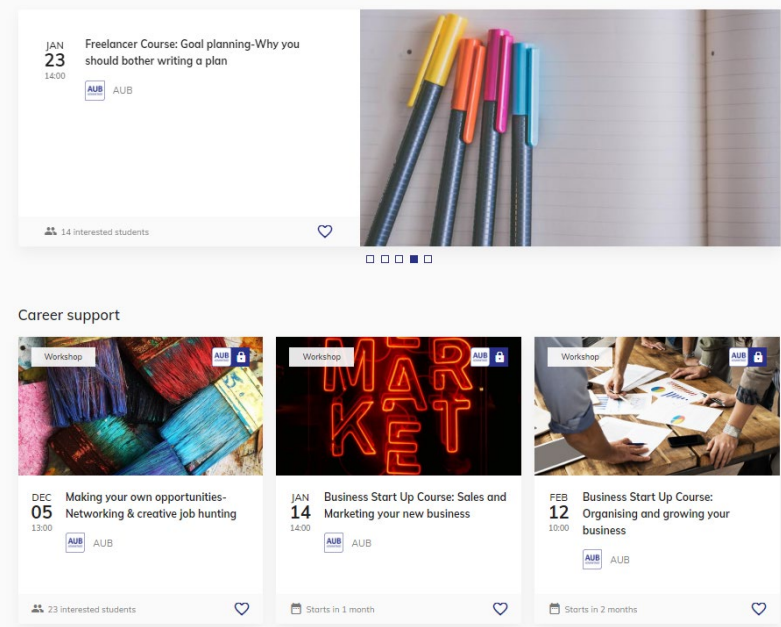 JAN
23
14:00
Freelancer Course: Goal planning-Why you
should bother writing a plan
AUB
AUB
14 interested students
Career support
Workshop
AUB
DEC
05
13:00
Making your own opportunities-
Networking & creative job hunting
AUB
AUB
23 interested students
Workshop
AUB
MAR
KET
JAN
14
14:00
Business Start Up Course: Sales and
Marketing your new business
AUB
AUB
Starts in 1 month
Workshop
AUB
FEB
12
10:00
Business Start Up Course:
Organising and growing your
business
AUB
AUB
Starts in 2 months